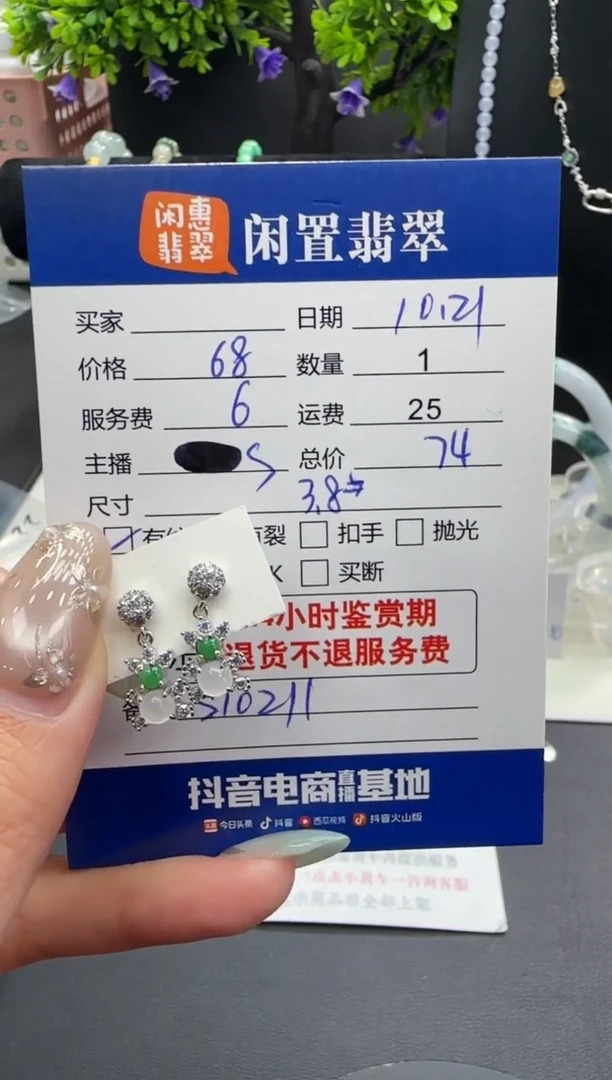 闲惠
翡翠
闲置翡翠
买家 日期 10.21
价格 68 数量 1
服务费 6 运费 25
主播 S 总价 74
尺寸 3.8
有 裂 扣手 抛光
K 买断
小时鉴赏期
退货不退服务费
S10211
抖音电商直播基地
头条 今日头条 抖音 西瓜视频 抖音火山版